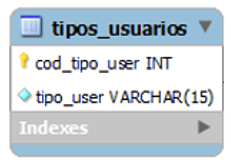 tipos_usuarios
cod_tipo_user INT
tipo_user VARCHAR(15)
Indexes